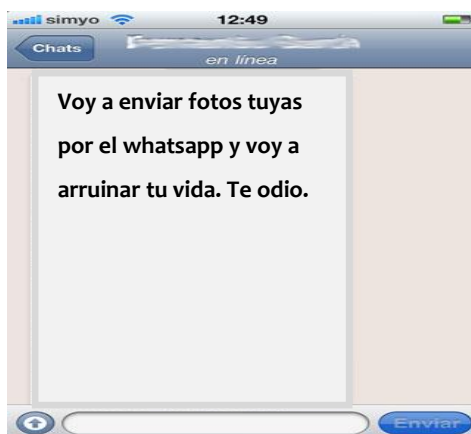 simyo 12:49
Chats
en línea
Voy a enviar fotos tuyas
por el whatsapp y voy a
arruinar tu vida. Te odio.
Enviar